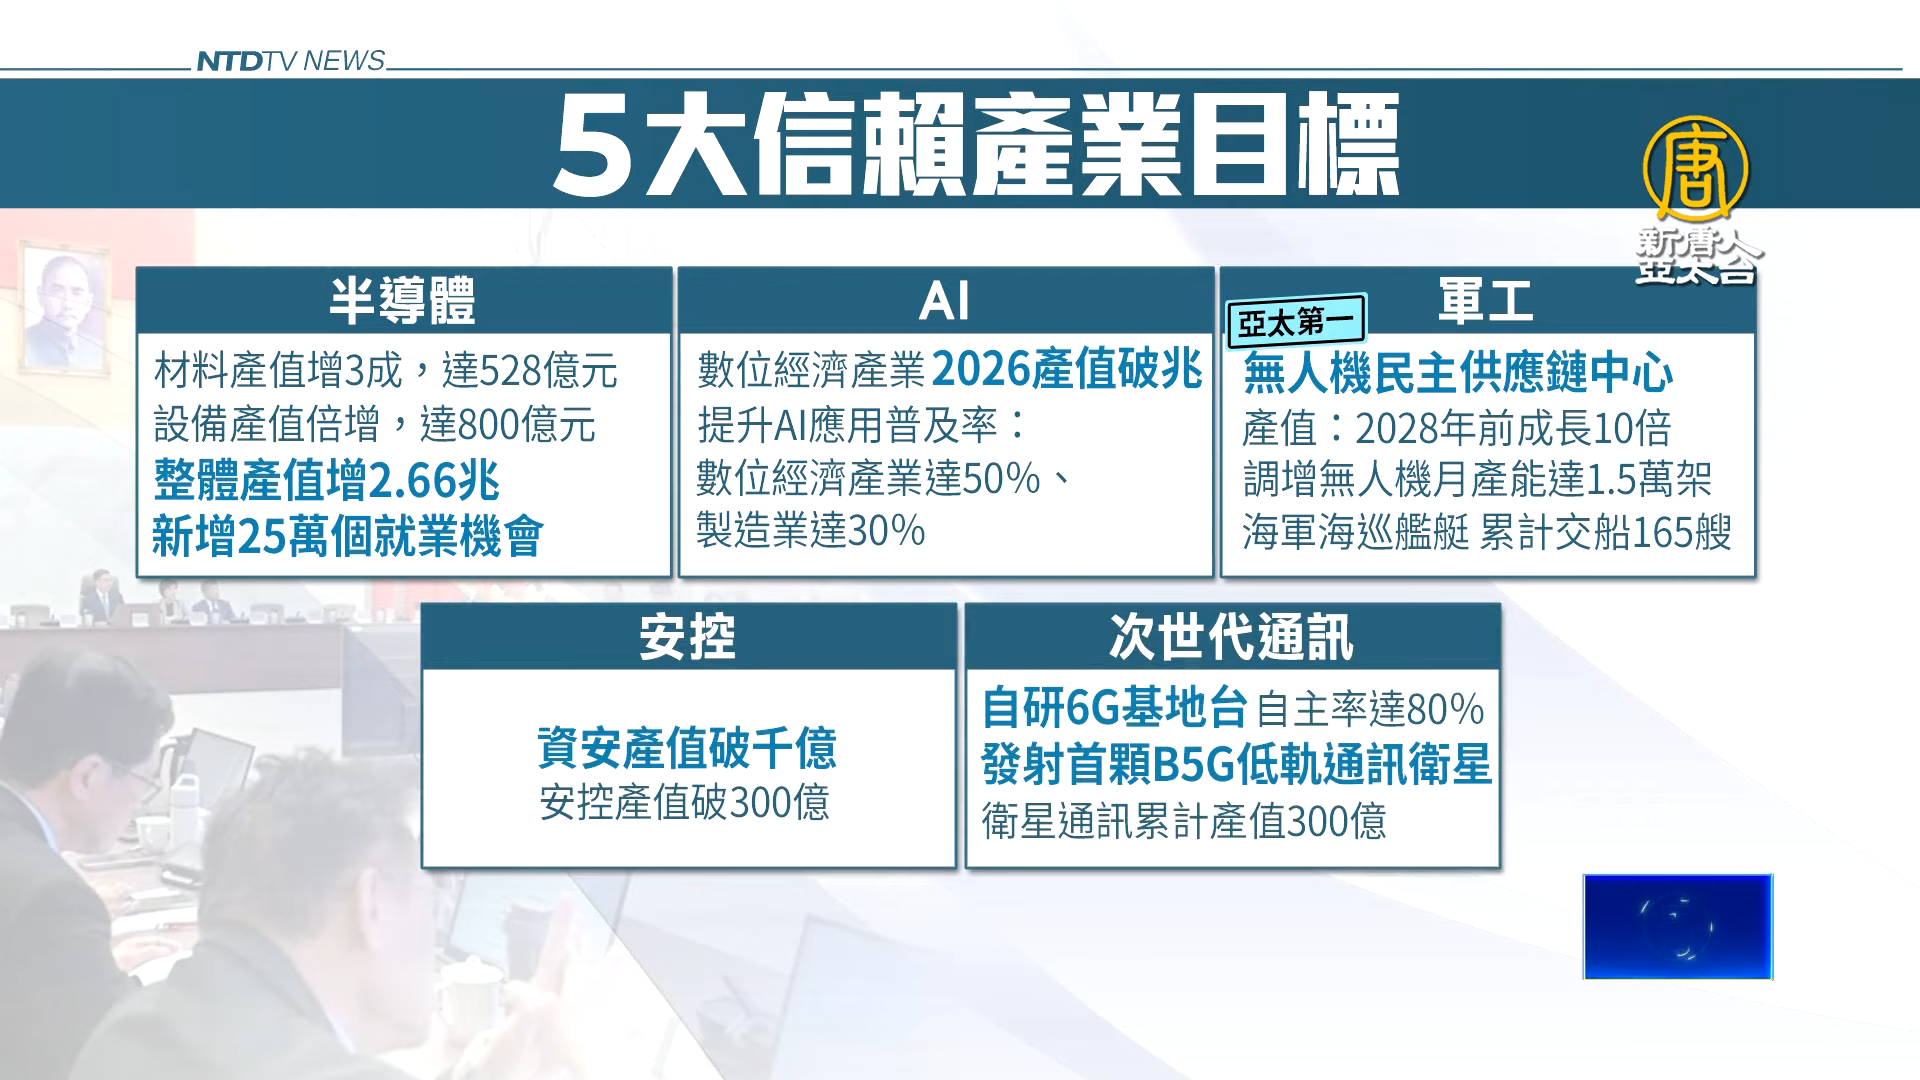 NTDTV NEWS
5大信賴產業目標
唐
新唐人
亞太台
半導體
材料產值增3成，達528億元
設備產值倍增，達800億元
整體產值增2.66兆
新增25萬個就業機會
AI
數位經濟產業 2026產值破兆
提升AI應用普及率：
數位經濟產業達50%、
製造業達30%
軍工
亞太第一
無人機民主供應鏈中心
產值：2028年前成長10倍
調增無人機月產能達1.5萬架
海軍海巡艦艇 累計交船165艘
安控
資安產值破千億
安控產值破300億
次世代通訊
自研6G基地台 自主率達80%
發射首顆B5G低軌通訊衛星
衛星通訊累計產值300億